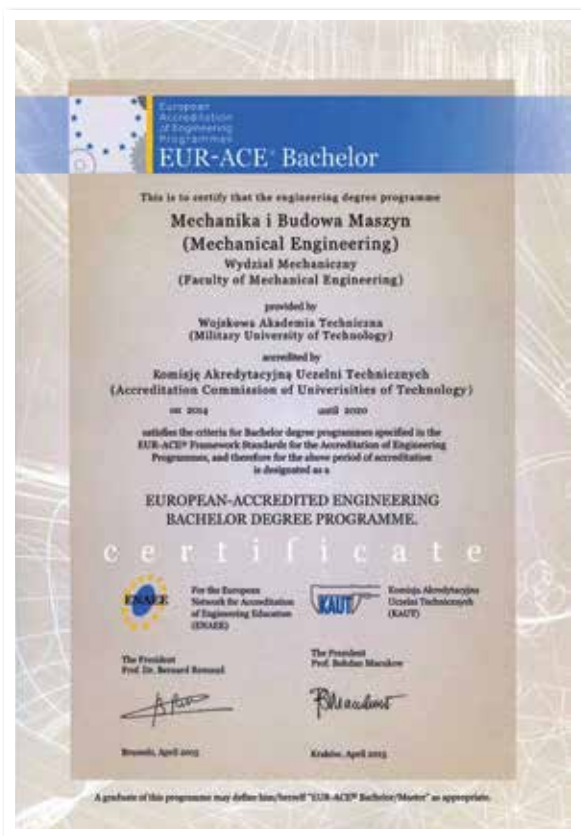 European
Accreditation
of Engineering
Programmes
EUR-ACE® Bachelor
This is to certify that the engineering degree programme
Mechanika i Budowa Maszyn
(Mechanical Engineering)
Wydział Mechaniczny
(Faculty of Mechanical Engineering)
provided by
Wojskowa Akademia Techniczna
(Military University of Technology)
accredited by
Komisję Akredytacyjną Uczelni Technicznych
(Accreditation Commission of Univerisities of Technology)
on 2014 until 2020
satisfies the criteria for Bachelor degree programmes specified in the
EUR-ACE® Framework Standards for the Accreditation of Engineering
Programmes, and therefore for the above period of accreditation
is designated as a
EUROPEAN-ACCREDITED ENGINEERING
BACHELOR DEGREE PROGRAMME.
certificate
ENAEE
For the European
Network for Accreditation
of Engineering Education
(ENAEE)
KAUT
Komisja Akredytacyjna
Uczelni Technicznych
(KAUT)
The President
Prof. Dr. Bernard Remaud
The President
Prof. Bohdan Macukow
Brussels, April 2015
Kraków, April 2015
A graduate of this programme may define him/herself "EUR-ACE® Bachelor/Master" as appropriate.